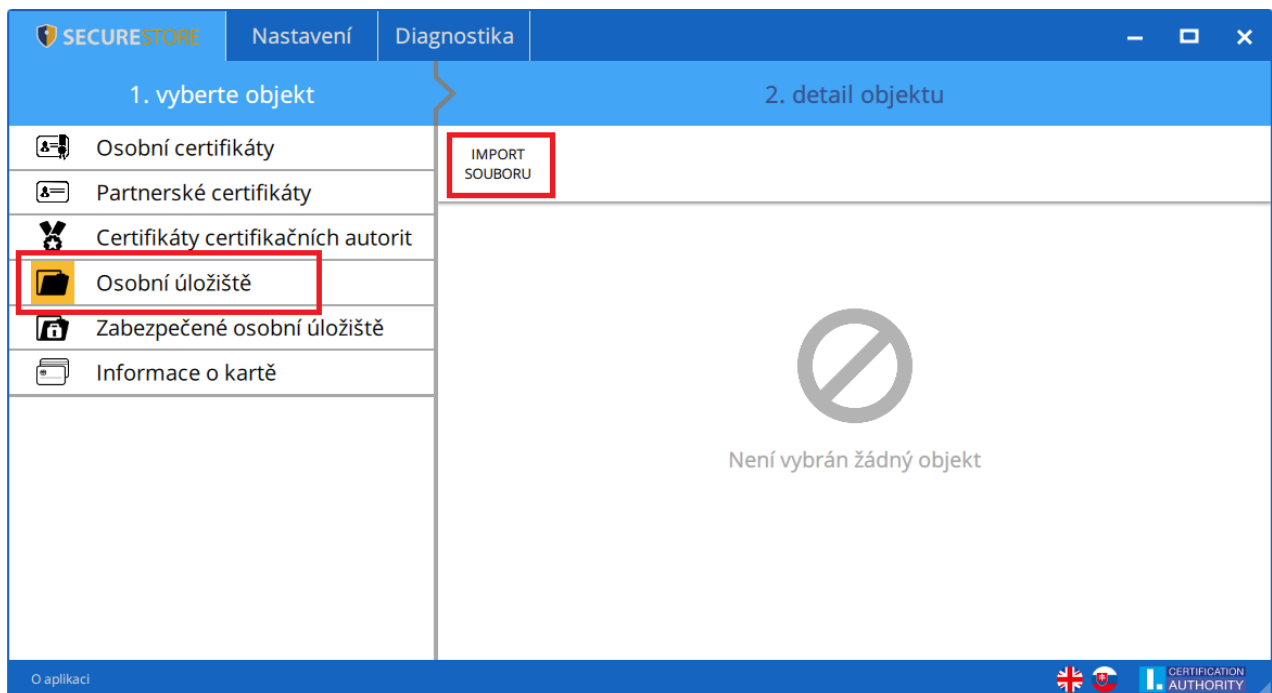 SECURESTORE
Nastavení
Diagnostika
1. vyberte objekt
2. detail objektu
Osobní certifikáty
Partnerské certifikáty
Certifikáty certifikačních autorit
Osobní úložiště
Zabezpečené osobní úložiště
Informace o kartě
IMPORT
SOUBORU
Není vybrán žádný objekt
O aplikaci
I.
CERTIFICATION
AUTHORITY